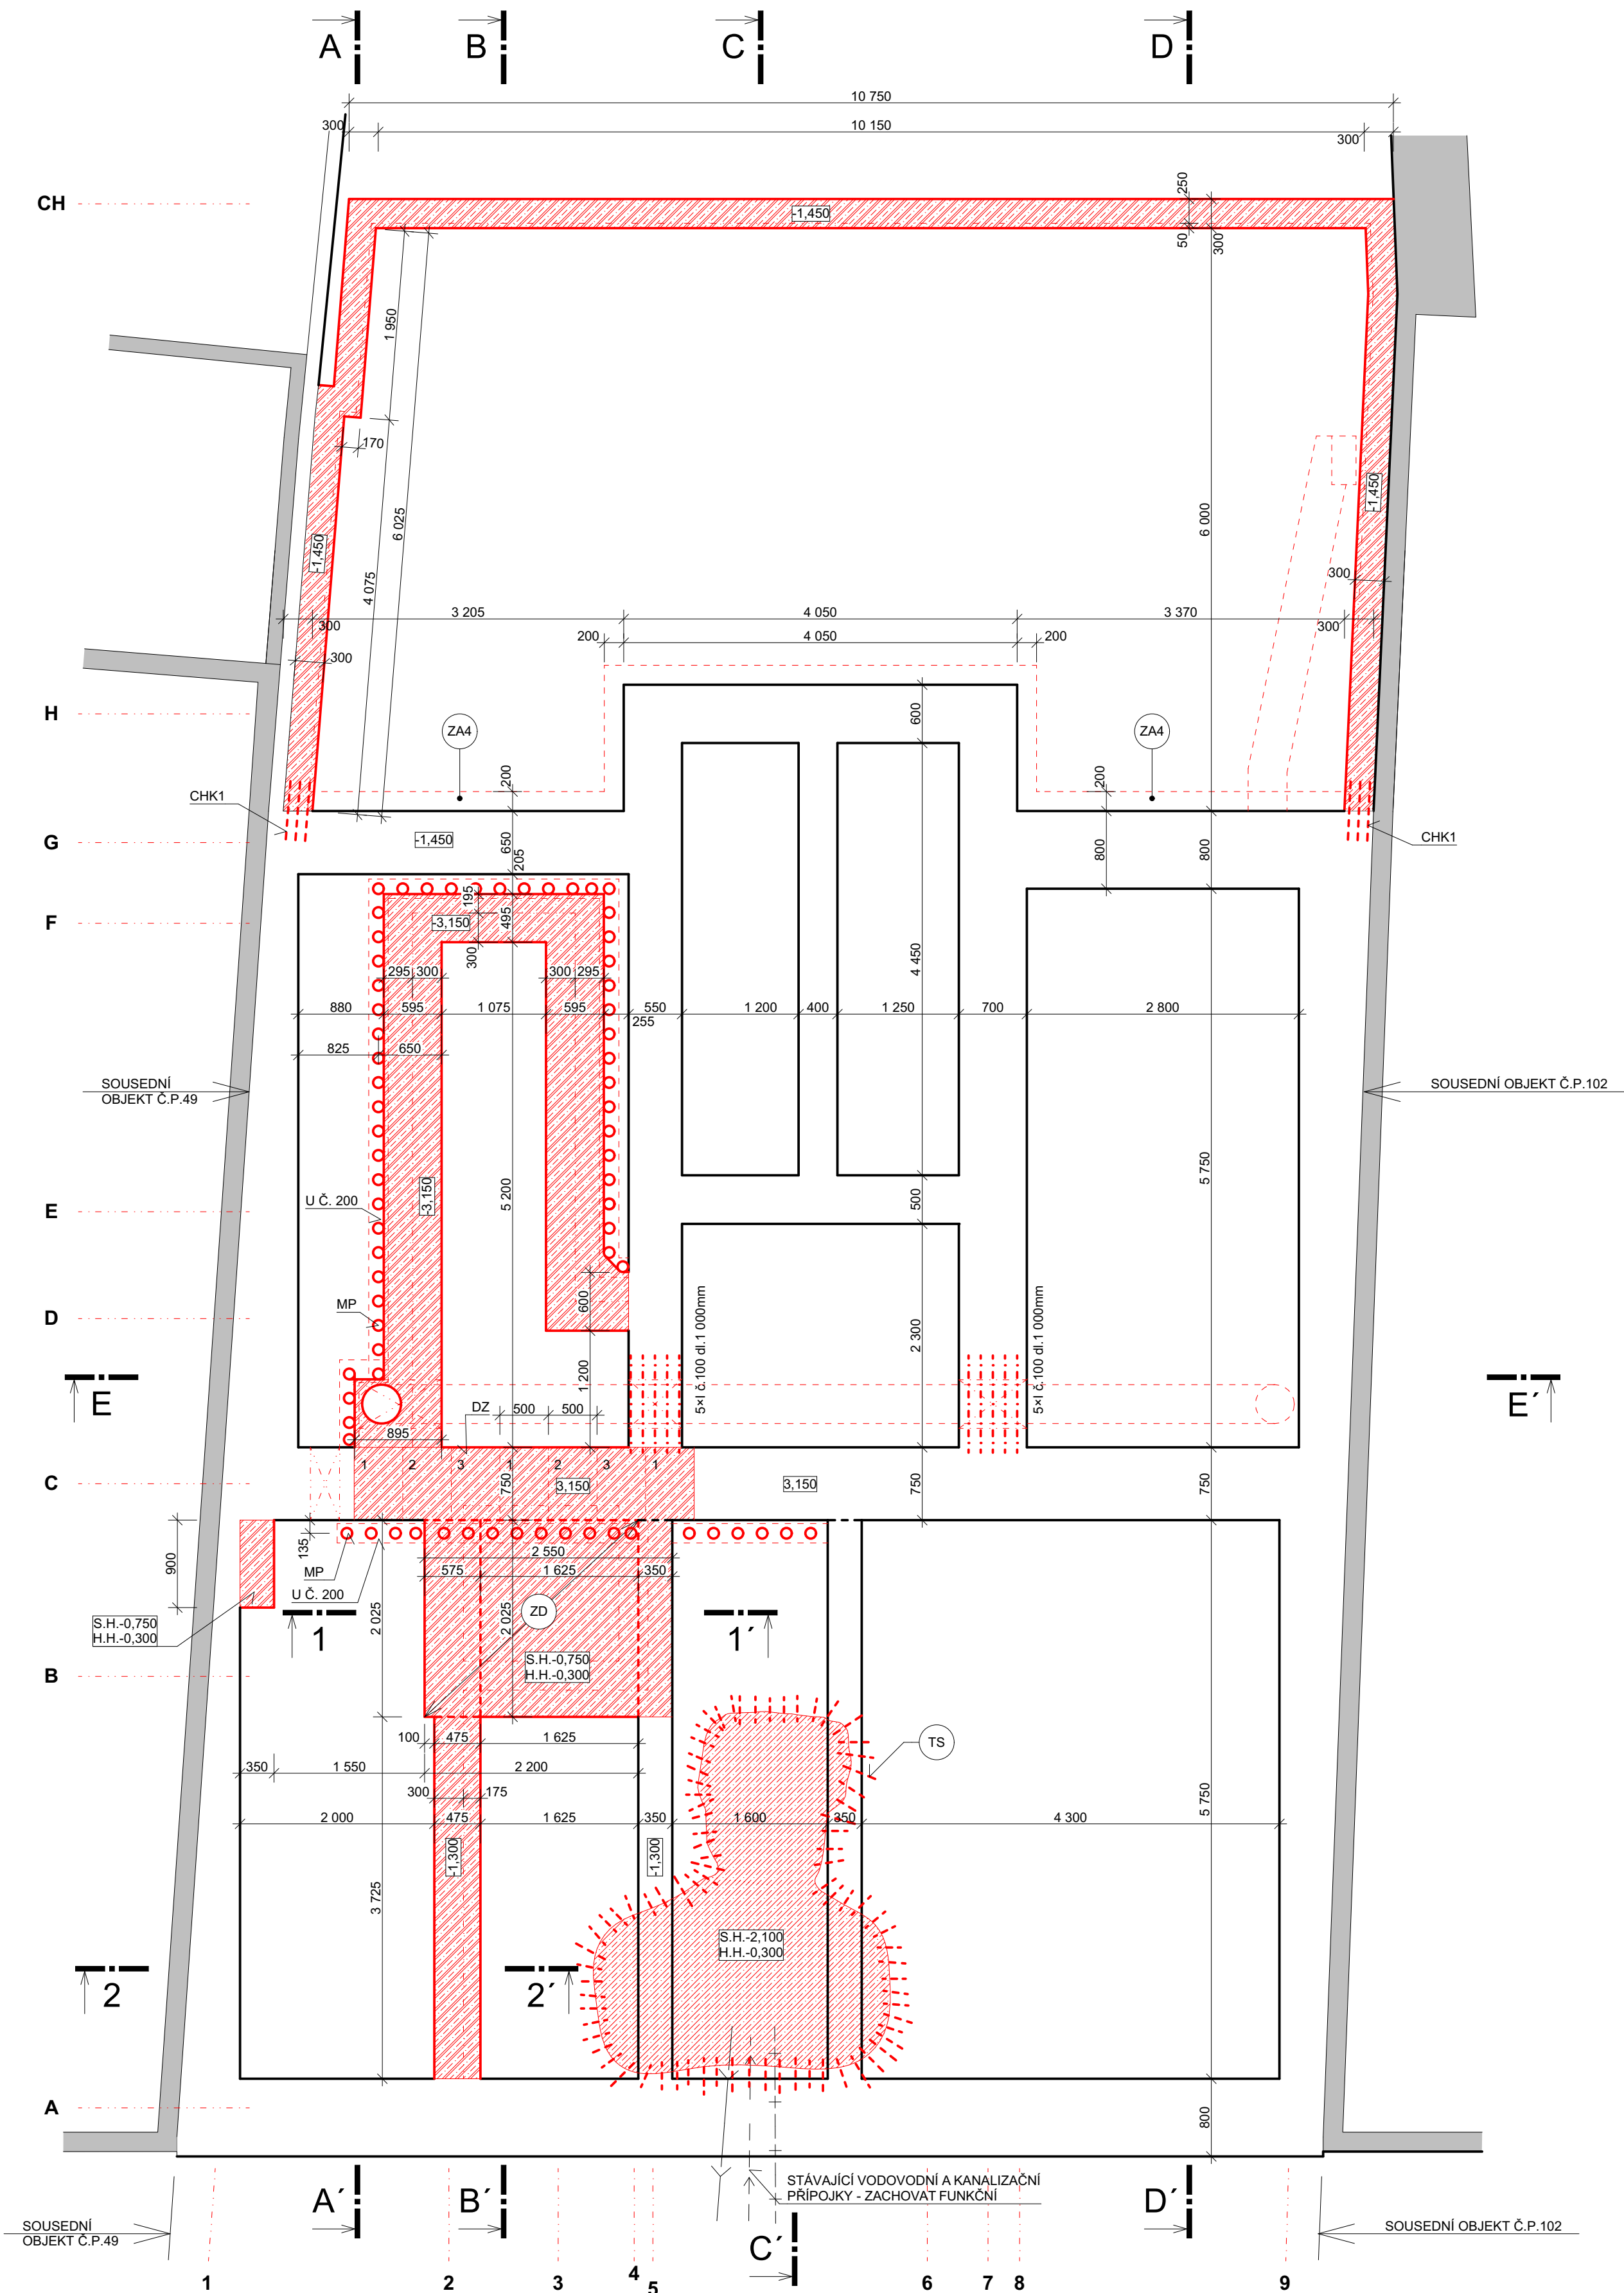 A
B
C
D
10 750
300
10 150
300
CH
250
-1,450
50
300
1 950
170
6 025
-1,450
-1,450
6 000
4 075
300
3 205
4 050
3 370
300
300
200
4 050
200
300
H
600
ZA4
ZA4
200
200
CHK1
G
-1,450
650
205
800
800
CHK1
F
195
-3,150
495
300
4 450
295
300
300
295
880
595
1 075
595
550
255
1 200
400
1 250
700
2 800
825
650
SOUSEDNÍ
OBJEKT Č.P.49
SOUSEDNÍ OBJEKT Č.P.102
5 750
E
U Č. 200
-3,150
5 200
500
D
MP
600
5×I č.100 dl.1 000mm
2 300
5×I č.100 dl.1 000mm
1 200
E
E´
DZ
500
500
895
1
2
3
1
2
3
1
C
750
3,150
3,150
750
750
900
135
MP
U Č. 200
2 550
575
1 625
350
ZD
S.H.-0,750
H.H.-0,300
2 025
2 025
1
1´
B
S.H.-0,750
H.H.-0,300
100
475
1 625
TS
350
1 550
2 200
300
175
2 000
475
1 625
350
1 600
350
4 300
5 750
-1,300
-1,300
3 725
S.H.-2,100
H.H.-0,300
2
2´
A
800
STÁVAJÍCÍ VODOVODNÍ A KANALIZAČNÍ
PŘÍPOJKY - ZACHOVAT FUNKČNÍ
A´
B´
D´
SOUSEDNÍ
OBJEKT Č.P.49
C´
SOUSEDNÍ OBJEKT Č.P.102
1
2
3
4
5
6
7
8
9